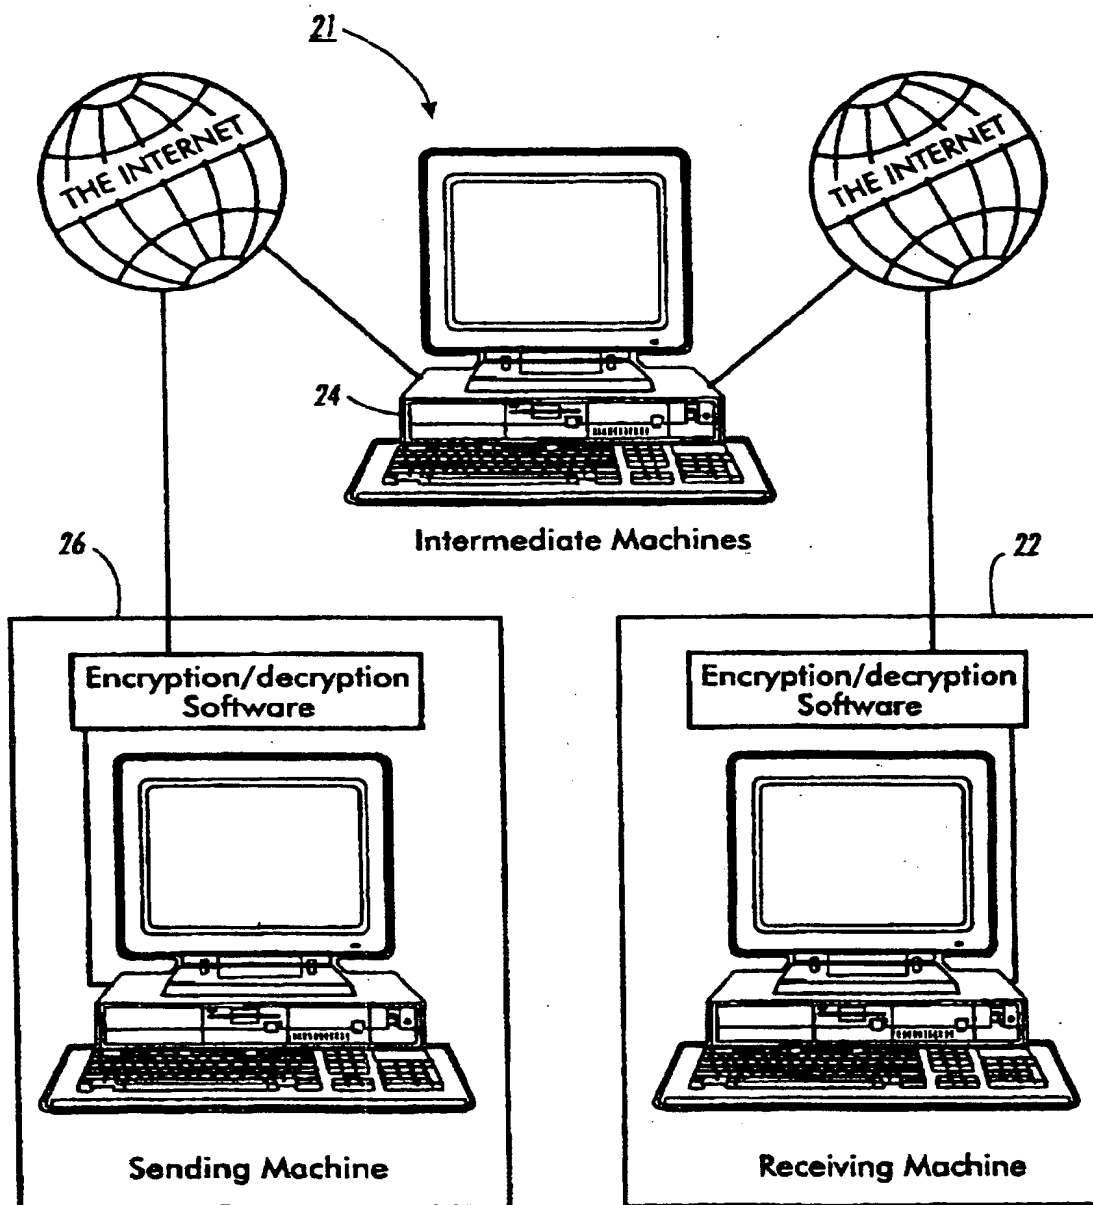 21
THE INTERNET
THE INTERNET
24
Intermediate Machines
26
22
Encryption/decryption
Software
Encryption/decryption
Software
Sending Machine
Receiving Machine